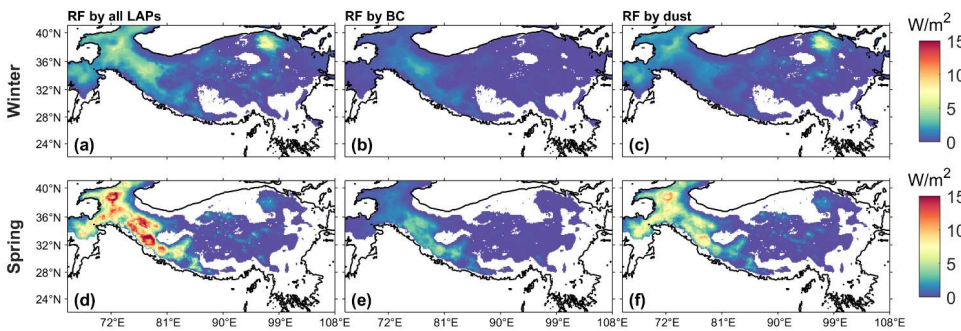 RF by all LAPs RF by BC RF by dust W/m²
40°N
36°N
32°N
28°N
24°N
Winter
(a) (b) (c)
15
10
5
0
W/m²
40°N
36°N
32°N
28°N
24°N
Spring
(d) (e) (f)
15
10
5
0
72°E 81°E 90°E 99°E 108°E 72°E 81°E 90°E 99°E 108°E 72°E 81°E 90°E 99°E 108°E